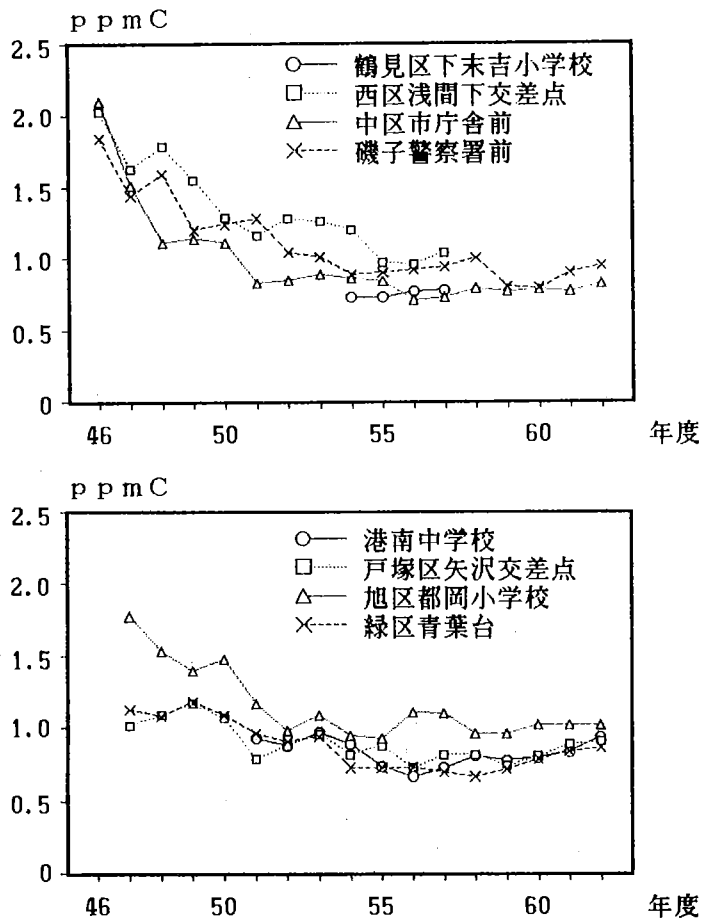 ppmC
2.5
鶴見区下末吉小学校
西区浅間下交差点
2.0
中区市庁舎前
磯子警察署前
1.5
1.0
0.5
0
46 50 55 60 年度
ppmC
2.5
港南中学校
戸塚区矢沢交差点
2.0
旭区都岡小学校
緑区青葉台
1.5
1.0
0.5
0
46 50 55 60 年度